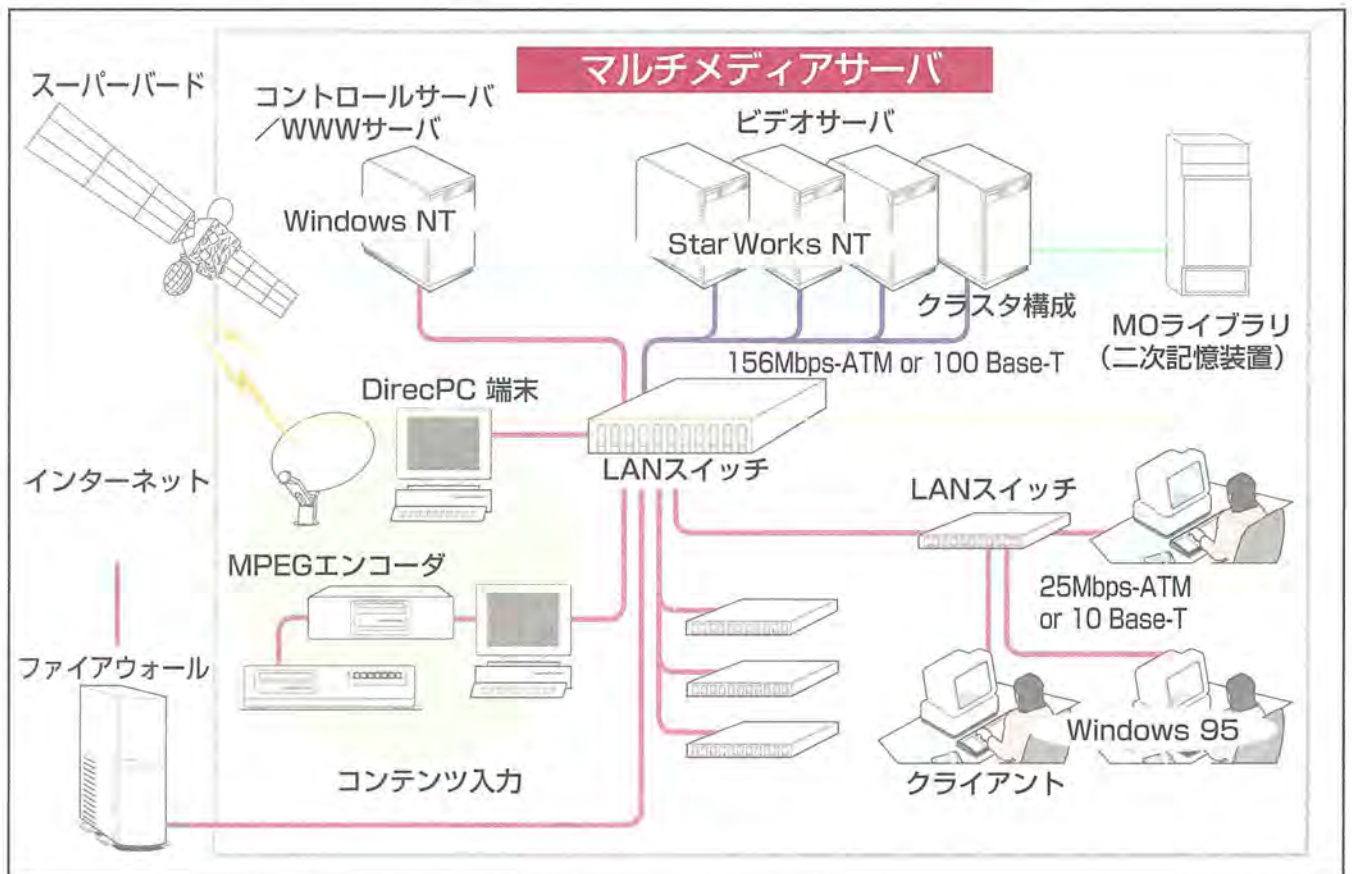 マルチメディアサーバ
スーパーバード
コントロールサーバ
／WWWサーバ
Windows NT
ビデオサーバ
StarWorks NT
クラスタ構成
MOライブラリ
（二次記憶装置）
156Mbps-ATM or 100 Base-T
DirecPC 端末
LANスイッチ
インターネット
LANスイッチ
MPEGエンコーダ
25Mbps-ATM
or 10 Base-T
ファイアウォール
Windows 95
コンテンツ入力
クライアント